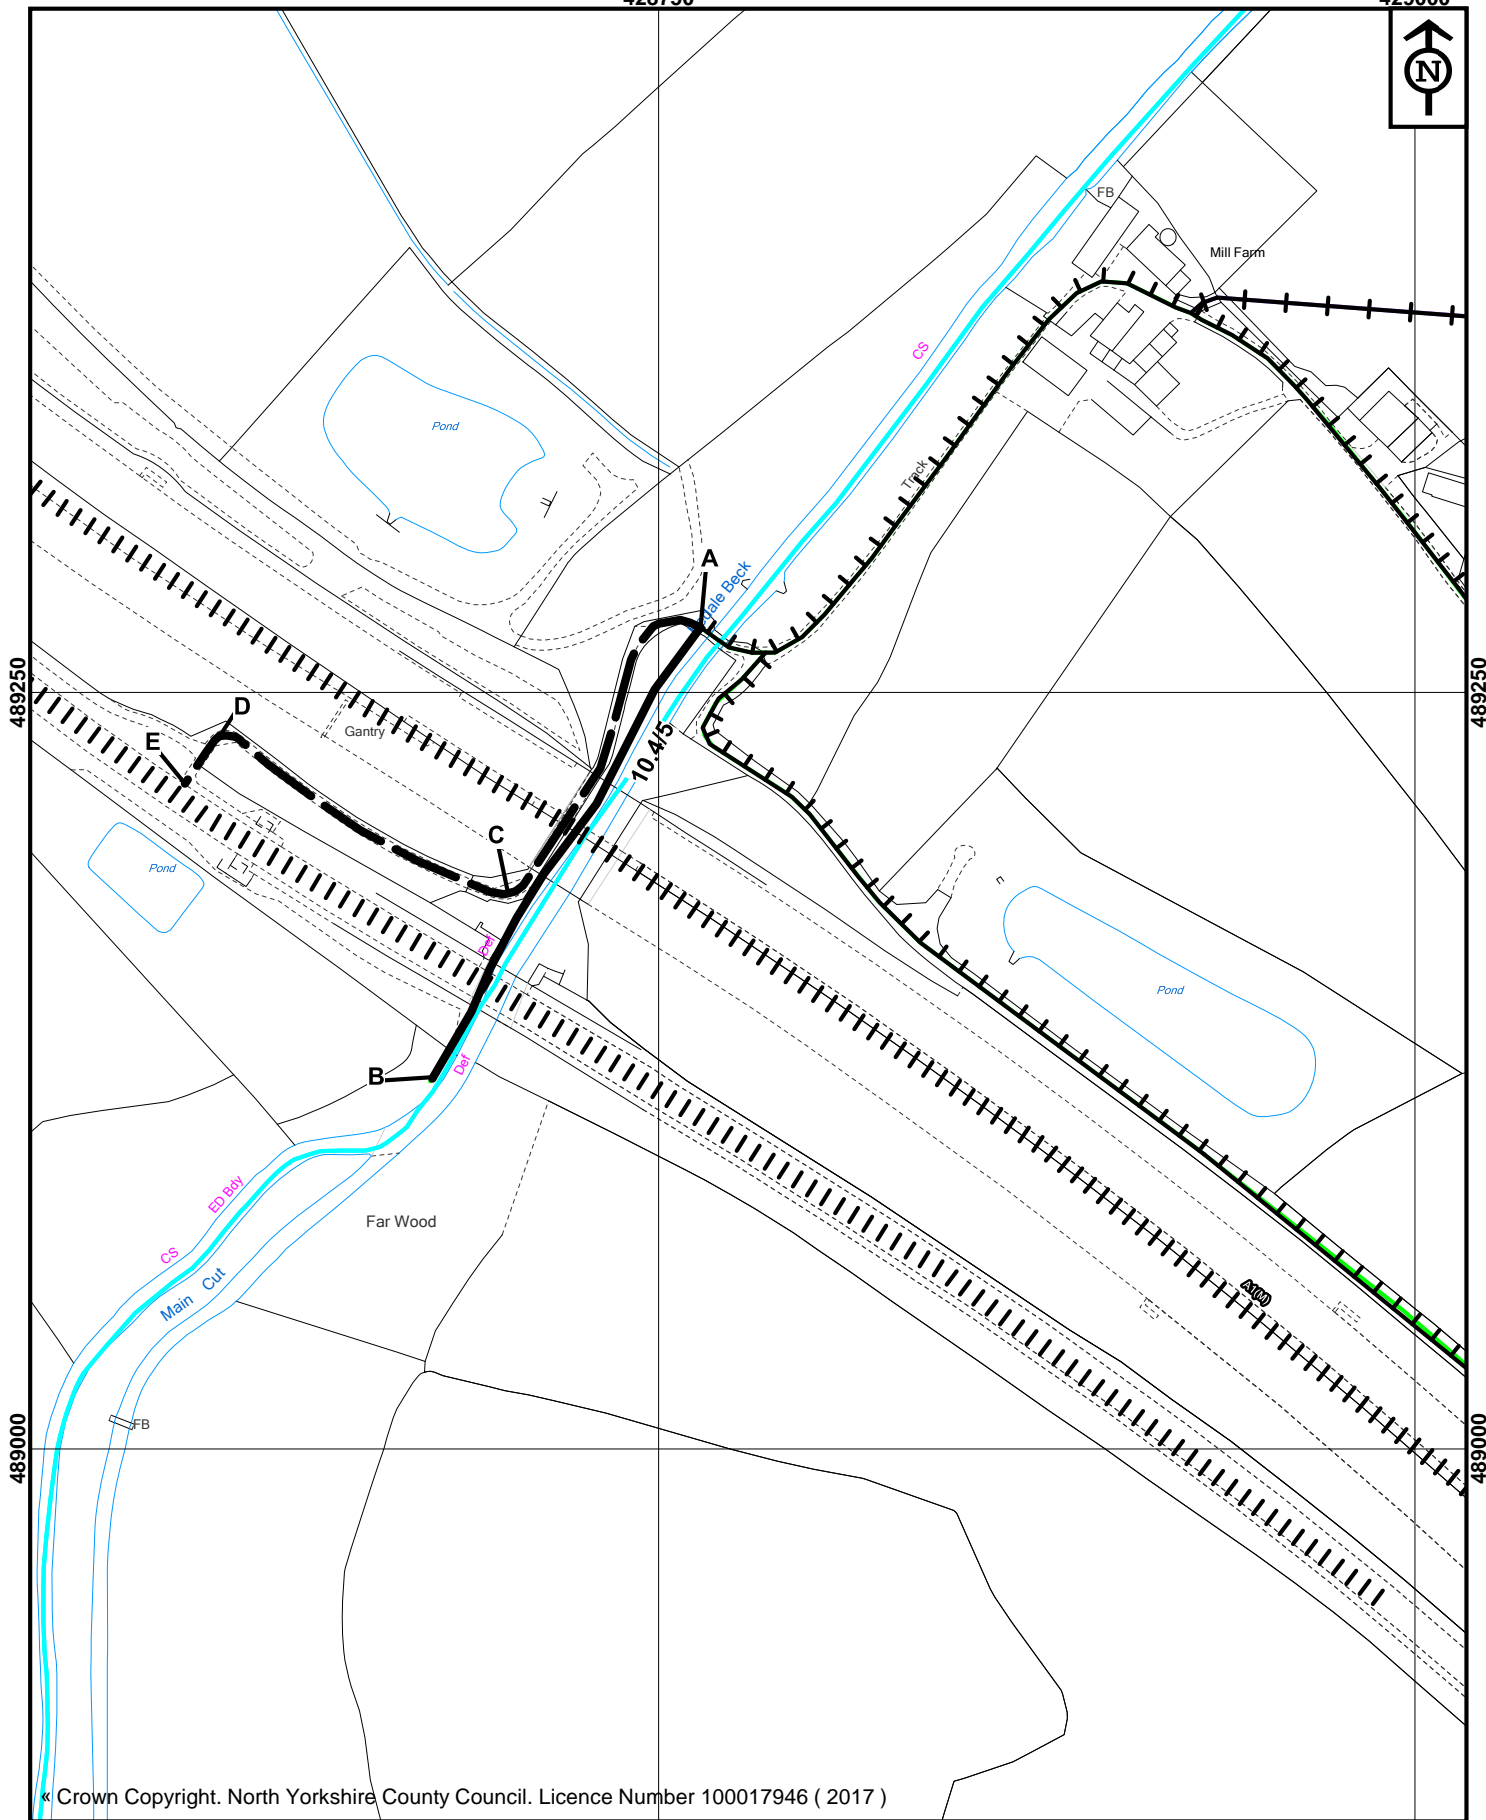 N
FB
Mill Farm
CS
Pond
Track
A
Beck
489250
489250
D
Gantry
E
10.4/5
C
Pond
Def
Pond
B
Def
ED Bdy
Far Wood
CS
Main Cut
A1(M)
FB
489000
489000
« Crown Copyright. North Yorkshire County Council. Licence Number 100017946 ( 2017 )